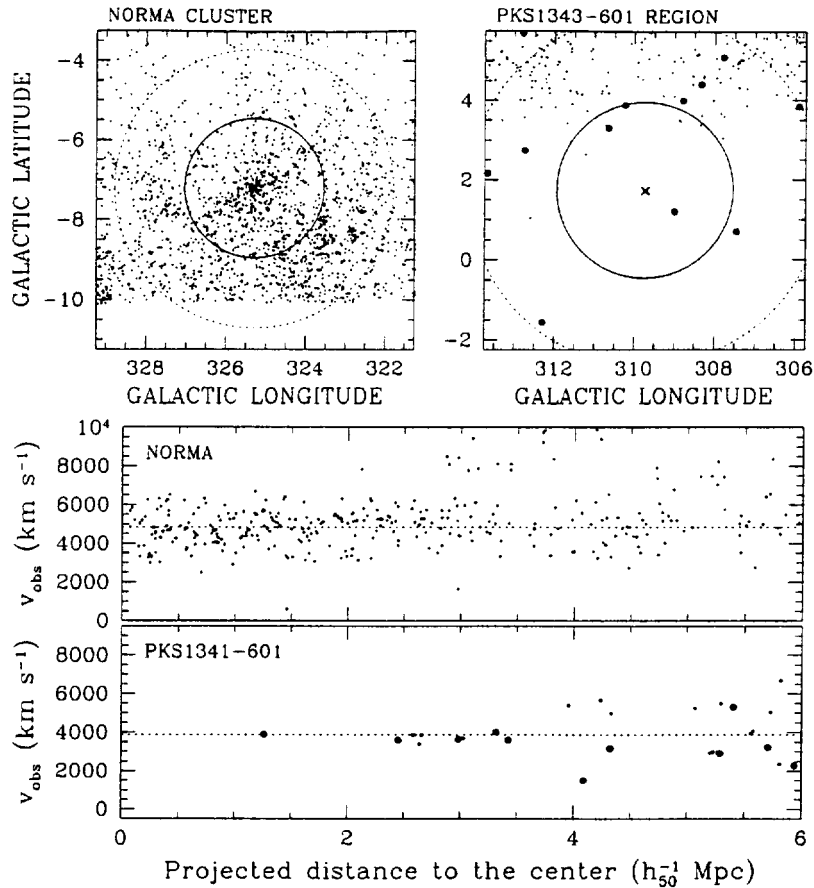 NORMA CLUSTER
PKS1343-601 REGION
GALACTIC LATITUDE
-4
-6
-8
-10
4
2
0
-2
328 326 324 322
312 310 308 306
GALACTIC LONGITUDE
GALACTIC LONGITUDE
10⁴
8000
6000
4000
2000
0
V_obs (km s⁻¹)
NORMA
8000
6000
4000
2000
0
V_obs (km s⁻¹)
PKS1341-601
0 2 4 6
Projected distance to the center (h₅₀⁻¹ Mpc)